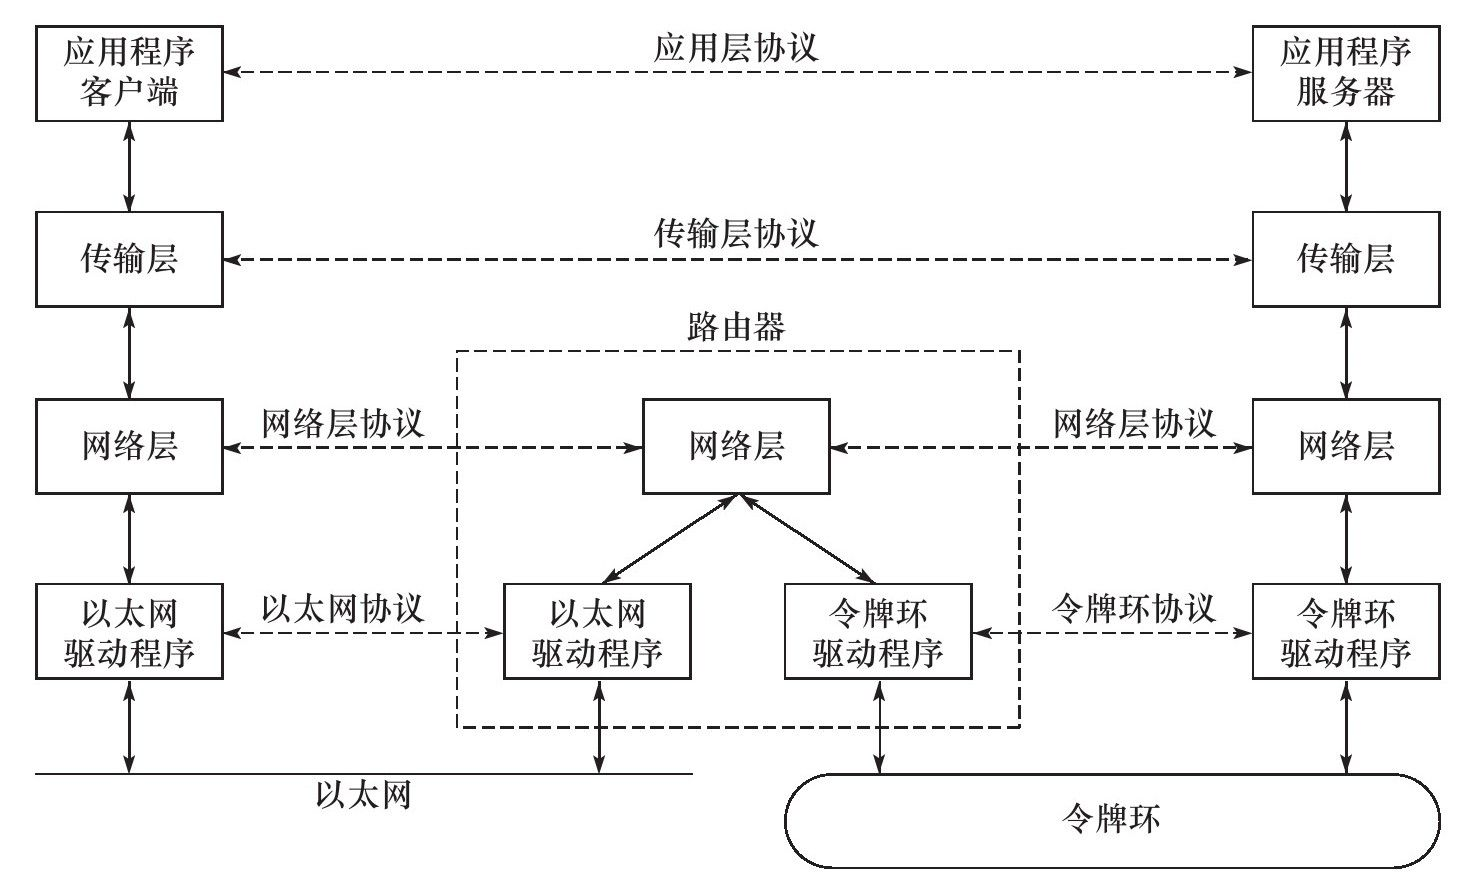 应用程序
客户端
应用层协议
应用程序
服务器
传输层
传输层协议
传输层
路由器
网络层
网络层协议
网络层
网络层协议
网络层
以太网
驱动程序
以太网协议
以太网
驱动程序
令牌环
驱动程序
令牌环协议
令牌环
驱动程序
以太网
令牌环